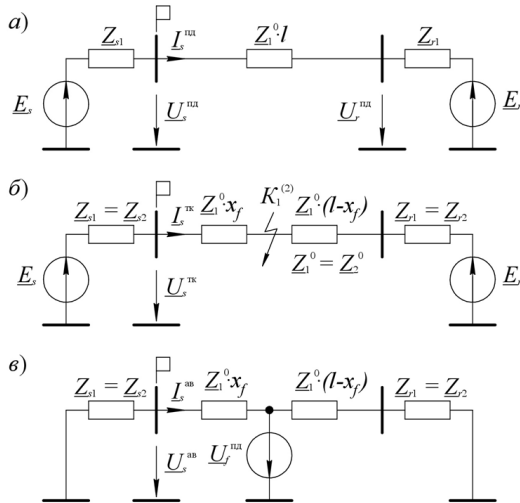 а)
Z_s1 I_s^пд Z_1^0·l Z_r1
E_s U_s^пд U_r^пд E
б)
Z_s1 = Z_s2 I_s^тк Z_1^0·x_f K_1^(2) Z_1^0·(l-x_f) Z_r1 = Z_r2
Z_1^0 = Z_2^0
E_s U_s^тк E
в)
Z_s1 = Z_s2 I_s^ав Z_1^0·x_f Z_1^0·(l-x_f) Z_r1 = Z_r2
U_s^ав U_f^пд